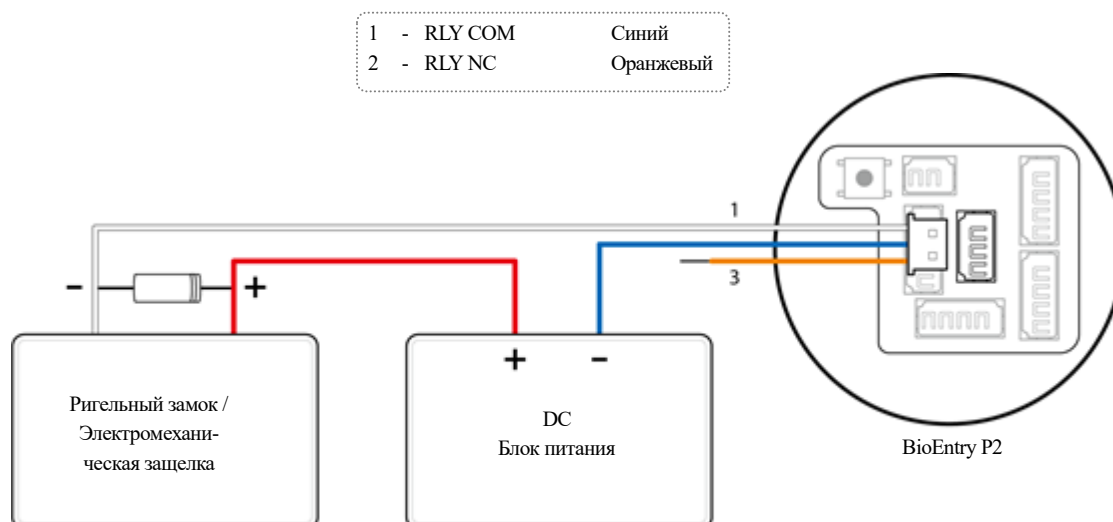 1 - RLY COM Синий
2 - RLY NC Оранжевый
1
3
- +
+ -
Ригельный замок /
Электромехани-
ческая защелка
DC
Блок питания
BioEntry P2